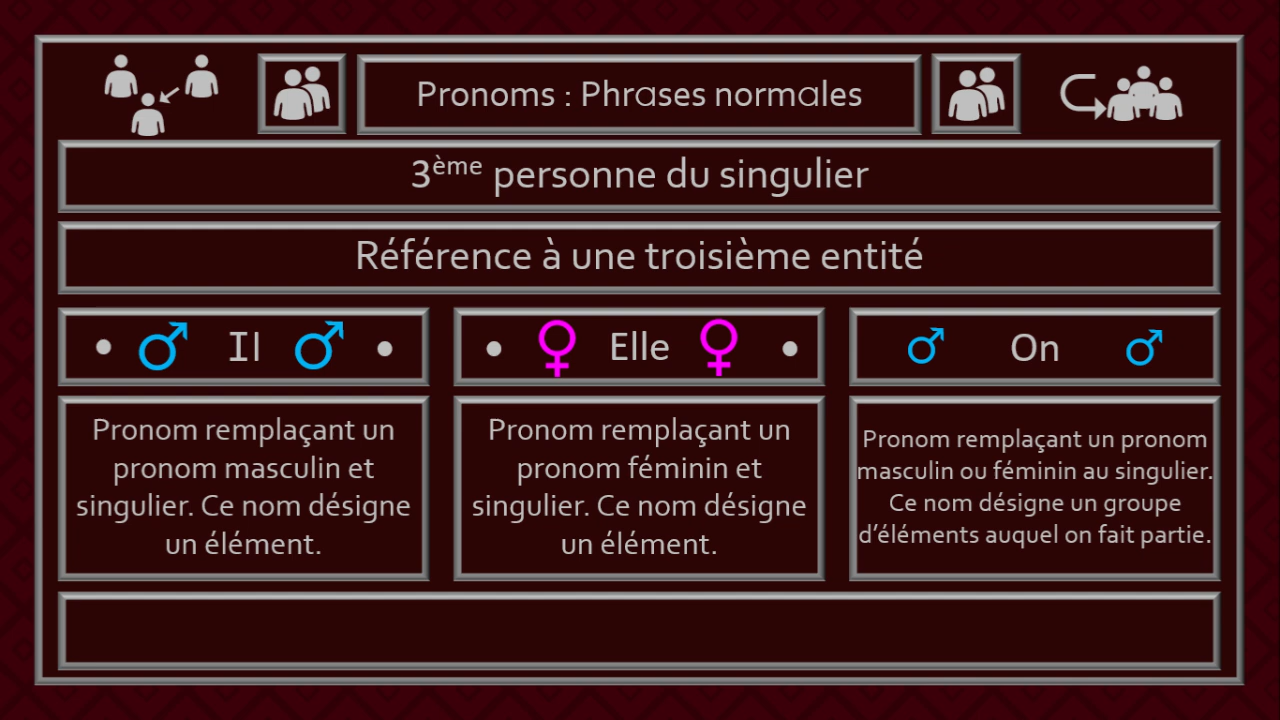 Pronoms : Phrases normales
3ème personne du singulier
Référence à une troisième entité
Il
Elle
On
Pronom remplaçant un
pronom masculin et
singulier. Ce nom désigne
un élément.
Pronom remplaçant un
pronom féminin et
singulier. Ce nom désigne
un élément.
Pronom remplaçant un pronom
masculin ou féminin au singulier.
Ce nom désigne un groupe
d’éléments auquel on fait partie.